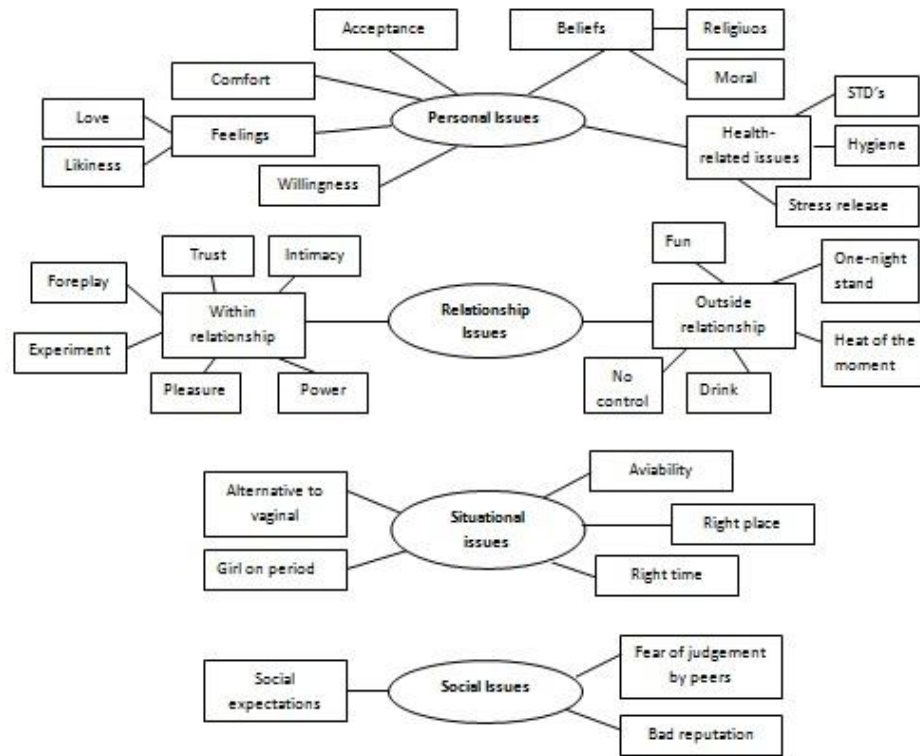 Acceptance
Beliefs
Religiuos
Comfort
Moral
STD's
Love
Feelings
Personal Issues
Health-
related issues
Hygiene
Likiness
Willingness
Stress release
Trust
Intimacy
Fun
One-night
stand
Foreplay
Within
relationship
Relationship
Issues
Outside
relationship
Experiment
Heat of the
moment
Pleasure
Power
No
control
Drink
Alternative to
vaginal
Aviability
Situational
issues
Right place
Girl on period
Right time
Social
expectations
Social Issues
Fear of judgement
by peers
Bad reputation